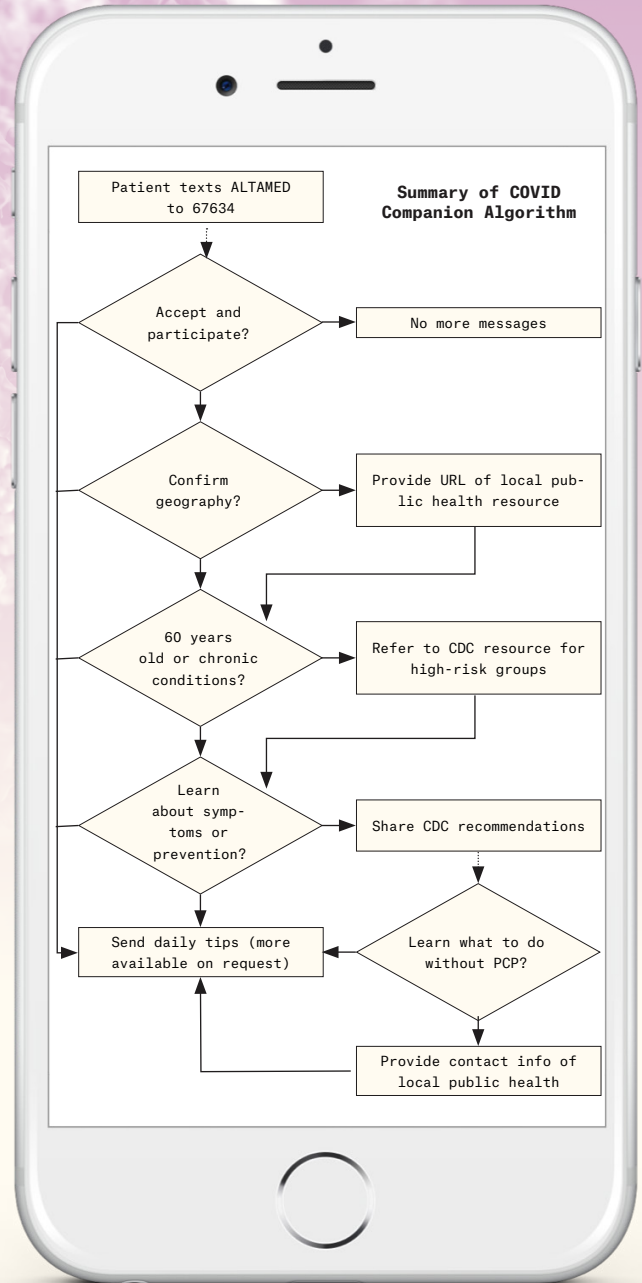 Patient texts ALTAMED
to 67634
Summary of COVID
Companion Algorithm
Accept and
participate?
No more messages
Confirm
geography?
Provide URL of local pub-
lic health resource
60 years
old or chronic
conditions?
Refer to CDC resource for
high-risk groups
Learn
about symp-
toms or
prevention?
Share CDC recommendations
Send daily tips (more
available on request)
Learn what to do
without PCP?
Provide contact info of
local public health